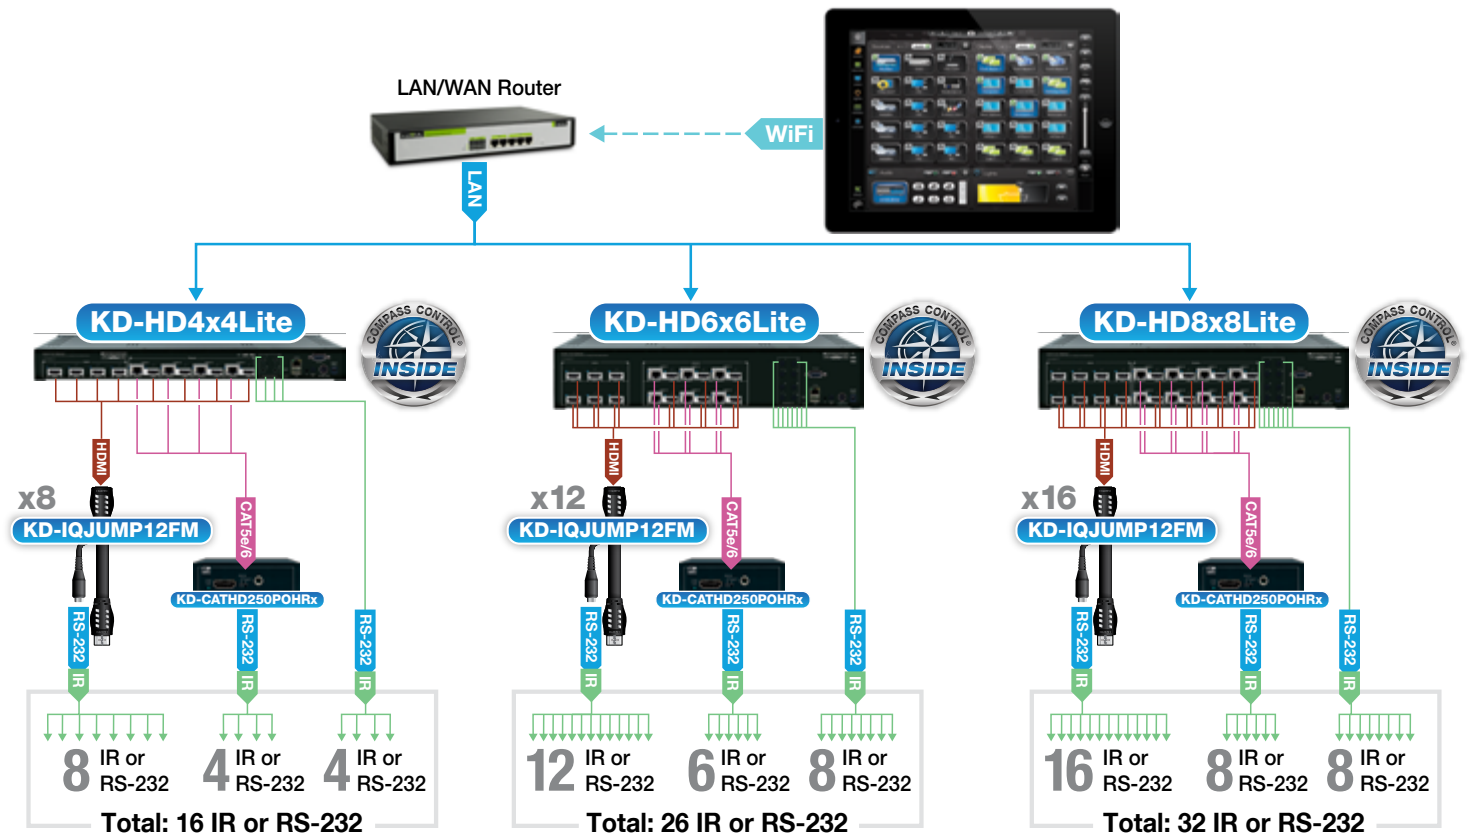 LAN/WAN Router
WiFi
LAN
KD-HD4x4Lite
COMPASS CONTROL®
INSIDE
KD-HD6x6Lite
COMPASS CONTROL®
INSIDE
KD-HD8x8Lite
COMPASS CONTROL®
INSIDE
HDMI
x8
KD-IQJUMP12FM
CAT5e/6
KD-CATHD250POHRx
RS-232
IR
RS-232
IR
RS-232
IR
8 IR or
RS-232
4 IR or
RS-232
4 IR or
RS-232
Total: 16 IR or RS-232
HDMI
x12
KD-IQJUMP12FM
CAT5e/6
KD-CATHD250POHRx
RS-232
IR
RS-232
IR
RS-232
IR
12 IR or
RS-232
6 IR or
RS-232
8 IR or
RS-232
Total: 26 IR or RS-232
HDMI
x16
KD-IQJUMP12FM
CAT5e/6
KD-CATHD250POHRx
RS-232
IR
RS-232
IR
RS-232
IR
16 IR or
RS-232
8 IR or
RS-232
8 IR or
RS-232
Total: 32 IR or RS-232